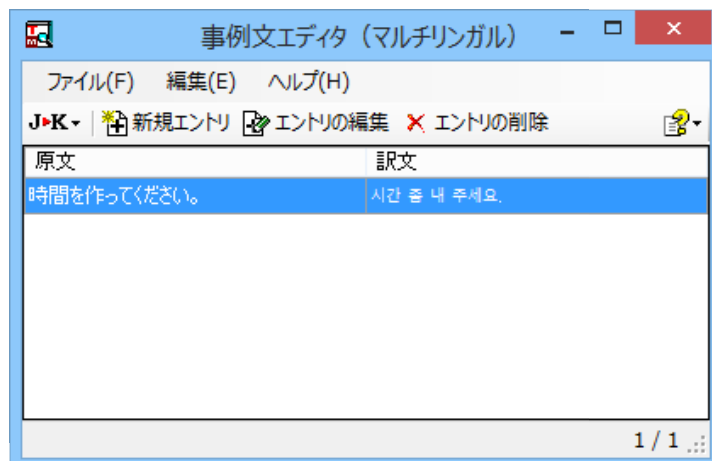 事例文エディタ（マルチリンガル）
ファイル(F) 編集(E) ヘルプ(H)
J▸K 新規エントリ エントリの編集 エントリの削除
原文 訳文
時間を作ってください。 시간 좀 내 주세요.
1 / 1